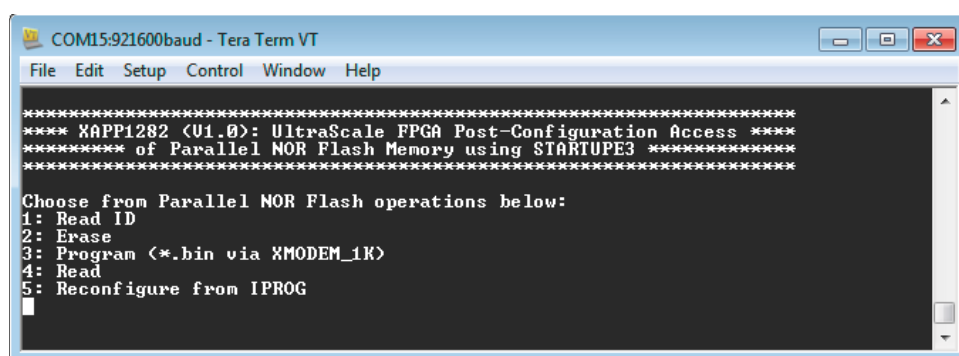 COM15:921600baud - Tera Term VT
File Edit Setup Control Window Help
*******************************************************************
**** XAPP1282 (V1.0): UltraScale FPGA Post-Configuration Access ****
********* of Parallel NOR Flash Memory using STARTUPE3 *************
*******************************************************************
Choose from Parallel NOR Flash operations below:
1: Read ID
2: Erase
3: Program (*.bin via XMODEM_1K)
4: Read
5: Reconfigure from IPROG